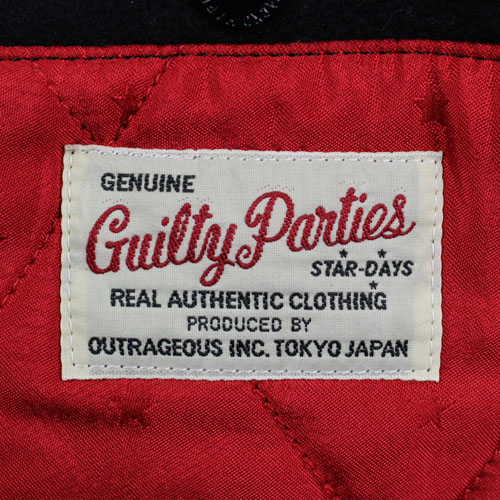 GENUINE
Guilty Parties
STAR-DAYS
REAL AUTHENTIC CLOTHING
PRODUCED BY
OUTRAGEOUS INC. TOKYO JAPAN